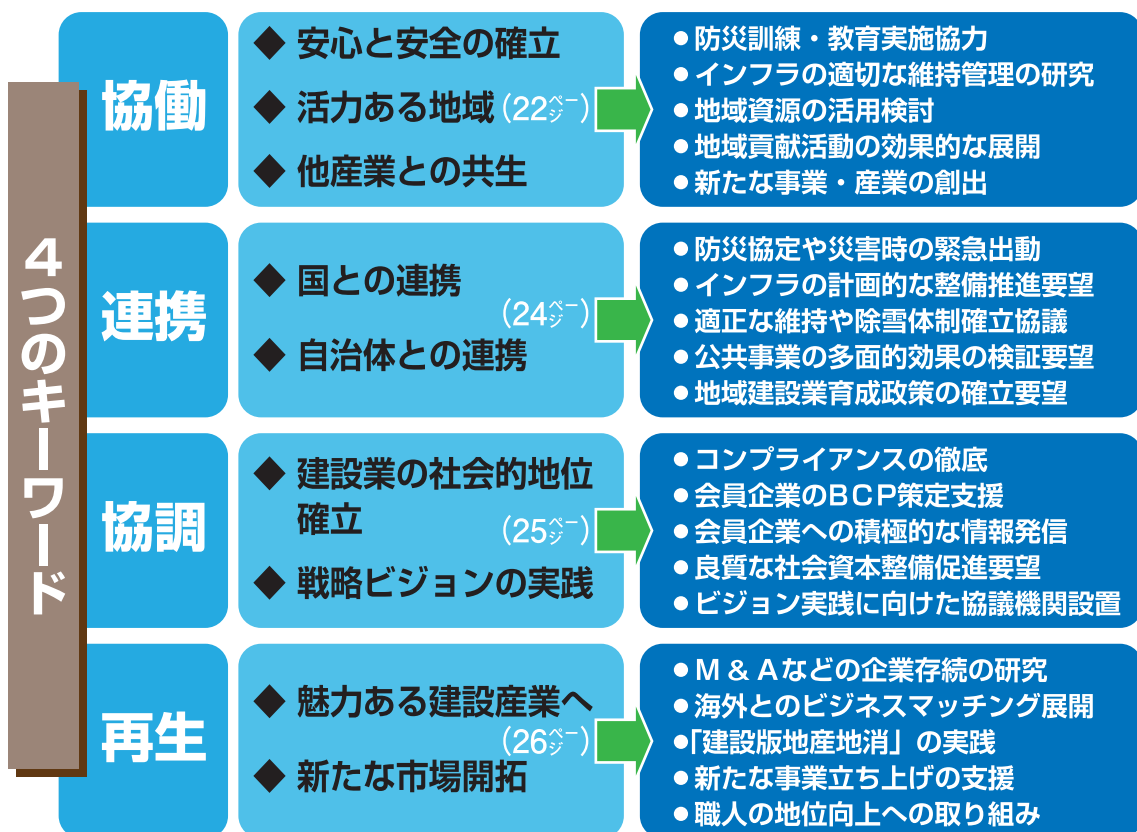 4つのキーワード
協働
◆ 安心と安全の確立
◆ 活力ある地域(22ページ)
◆ 他産業との共生
●防災訓練・教育実施協力
●インフラの適切な維持管理の研究
●地域資源の活用検討
●地域貢献活動の効果的な展開
●新たな事業・産業の創出
連携
◆ 国との連携
(24ページ)
◆ 自治体との連携
●防災協定や災害時の緊急出動
●インフラの計画的な整備推進要望
●適正な維持や除雪体制確立協議
●公共事業の多面的効果の検証要望
●地域建設業育成政策の確立要望
協調
◆ 建設業の社会的地位
確立 (25ページ)
◆ 戦略ビジョンの実践
●コンプライアンスの徹底
●会員企業のBCP策定支援
●会員企業への積極的な情報発信
●良質な社会資本整備促進要望
●ビジョン実践に向けた協議機関設置
再生
◆ 魅力ある建設産業へ
(26ページ)
◆ 新たな市場開拓
●M&Aなどの企業存続の研究
●海外とのビジネスマッチング展開
●「建設版地産地消」の実践
●新たな事業立ち上げの支援
●職人の地位向上への取り組み